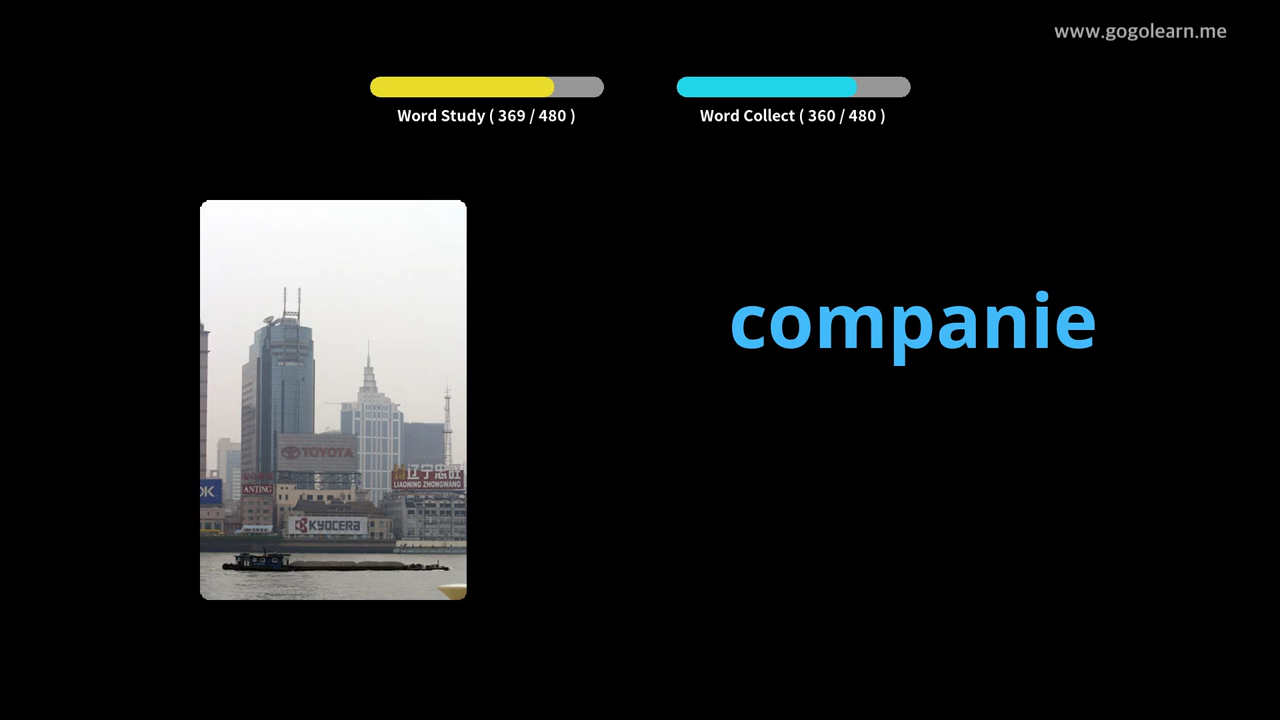 www.gogolearn.me
Word Study ( 369 / 480 )
Word Collect ( 360 / 480 )
companie
TOYOTA
辽宁忠旺
LIAONING ZHONGWANG
OK
ANTING
KYOCERA